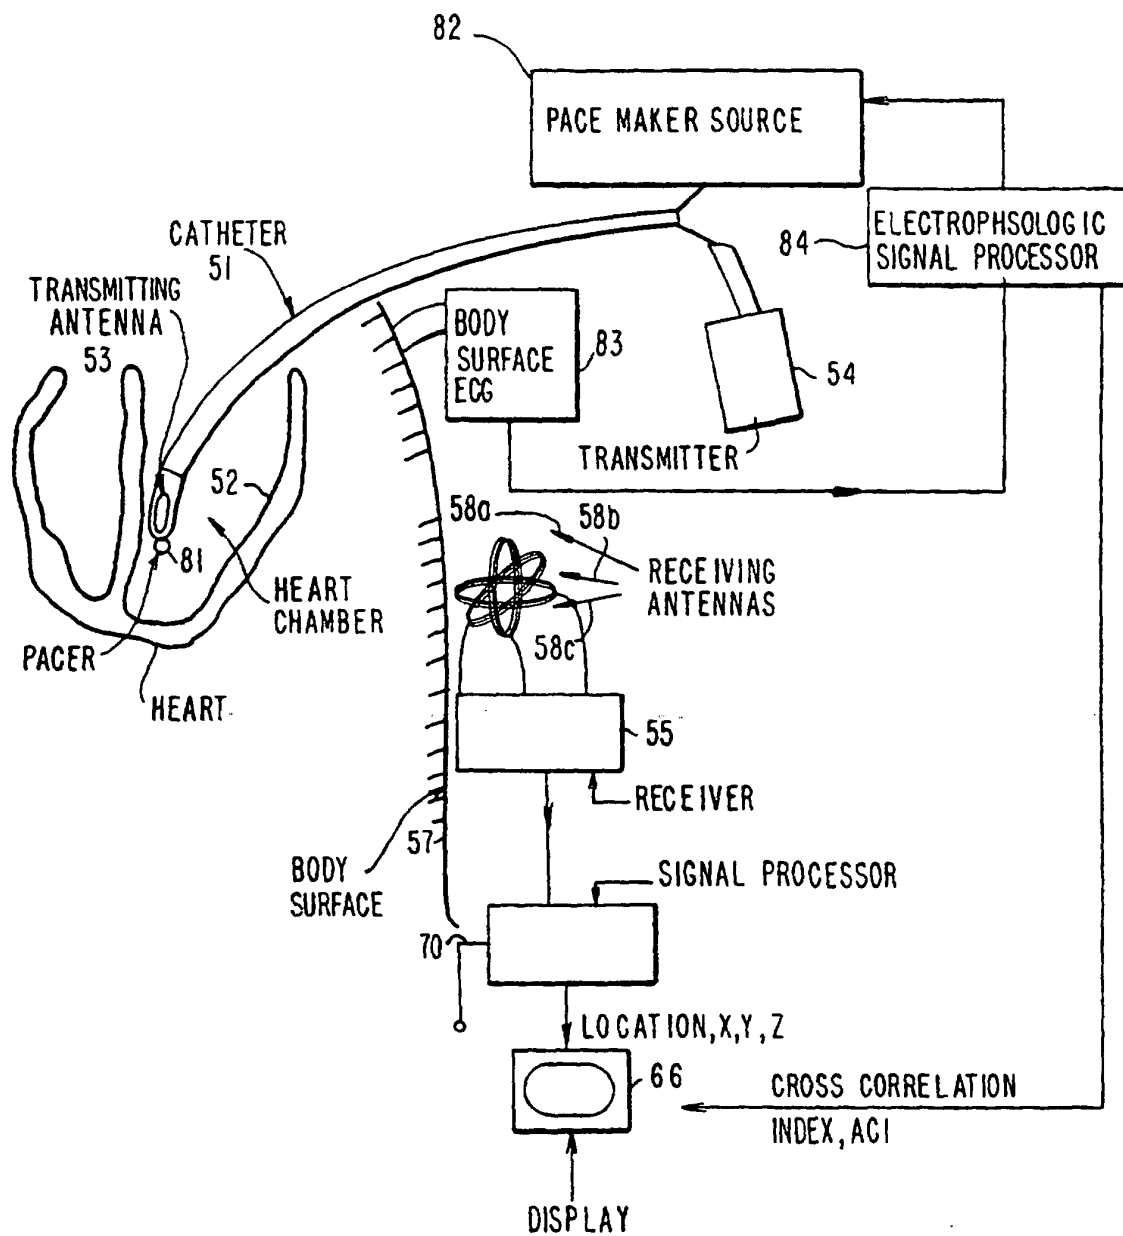 82
PACE MAKER SOURCE
CATHETER
51
84
ELECTROPHSOLOGIC
SIGNAL PROCESSOR
TRANSMITTING
ANTENNA
53
BODY
SURFACE
ECG
83
54
TRANSMITTER
52
58a
58b
81
RECEIVING
ANTENNAS
HEART
CHAMBER
58c
PACER
HEART
55
RECEIVER
57
BODY
SURFACE
SIGNAL PROCESSOR
70
LOCATION,X,Y,Z
66
CROSS CORRELATION
INDEX, ACI
DISPLAY